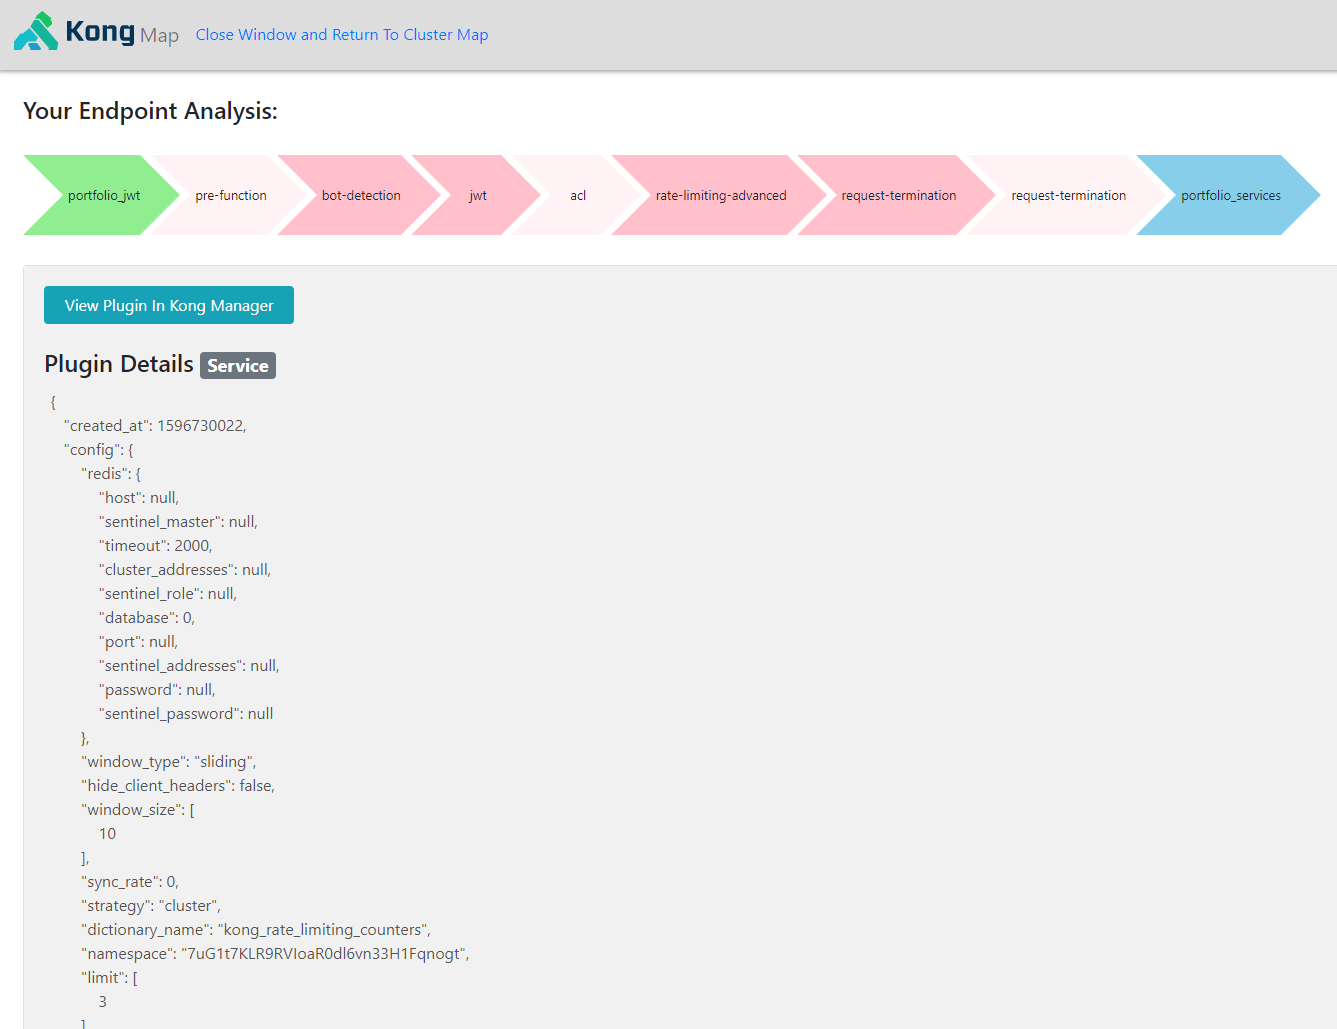 Kong Map Close Window and Return To Cluster Map
Your Endpoint Analysis:
portfolio_jwt pre-function bot-detection jwt acl rate-limiting-advanced request-termination request-termination portfolio_services
View Plugin In Kong Manager
Plugin Details Service
{
"created_at": 1596730022,
"config": {
"redis": {
"host": null,
"sentinel_master": null,
"timeout": 2000,
"cluster_addresses": null,
"sentinel_role": null,
"database": 0,
"port": null,
"sentinel_addresses": null,
"password": null,
"sentinel_password": null
},
"window_type": "sliding",
"hide_client_headers": false,
"window_size": [
10
],
"sync_rate": 0,
"strategy": "cluster",
"dictionary_name": "kong_rate_limiting_counters",
"namespace": "7uG1t7KLR9RVIoaR0dl6vn33H1Fqnogt",
"limit": [
3
]